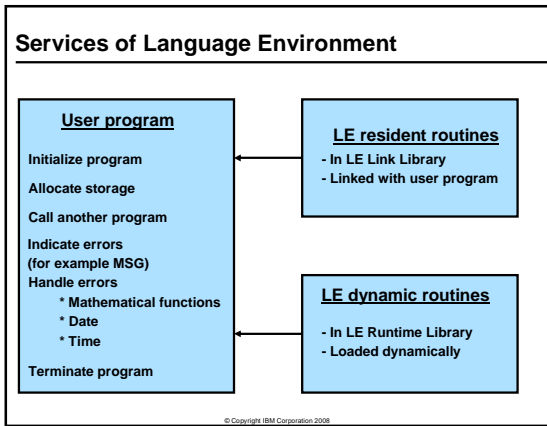 Services of Language Environment
User program
Initialize program
Allocate storage
Call another program
Indicate errors
(for example MSG)
Handle errors
* Mathematical functions
* Date
* Time
Terminate program
LE resident routines
- In LE Link Library
- Linked with user program
LE dynamic routines
- In LE Runtime Library
- Loaded dynamically
© Copyright IBM Corporation 2008